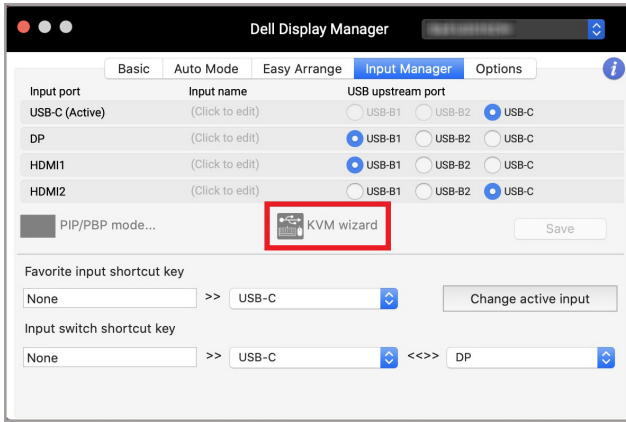 Dell Display Manager
Basic Auto Mode Easy Arrange Input Manager Options
Input port Input name USB upstream port
USB-C (Active) (Click to edit) USB-B1 USB-B2 USB-C
DP (Click to edit) USB-B1 USB-B2 USB-C
HDMI1 (Click to edit) USB-B1 USB-B2 USB-C
HDMI2 (Click to edit) USB-B1 USB-B2 USB-C
PIP/PBP mode... KVM wizard Save
Favorite input shortcut key
None >> USB-C Change active input
Input switch shortcut key
None >> USB-C <<>> DP